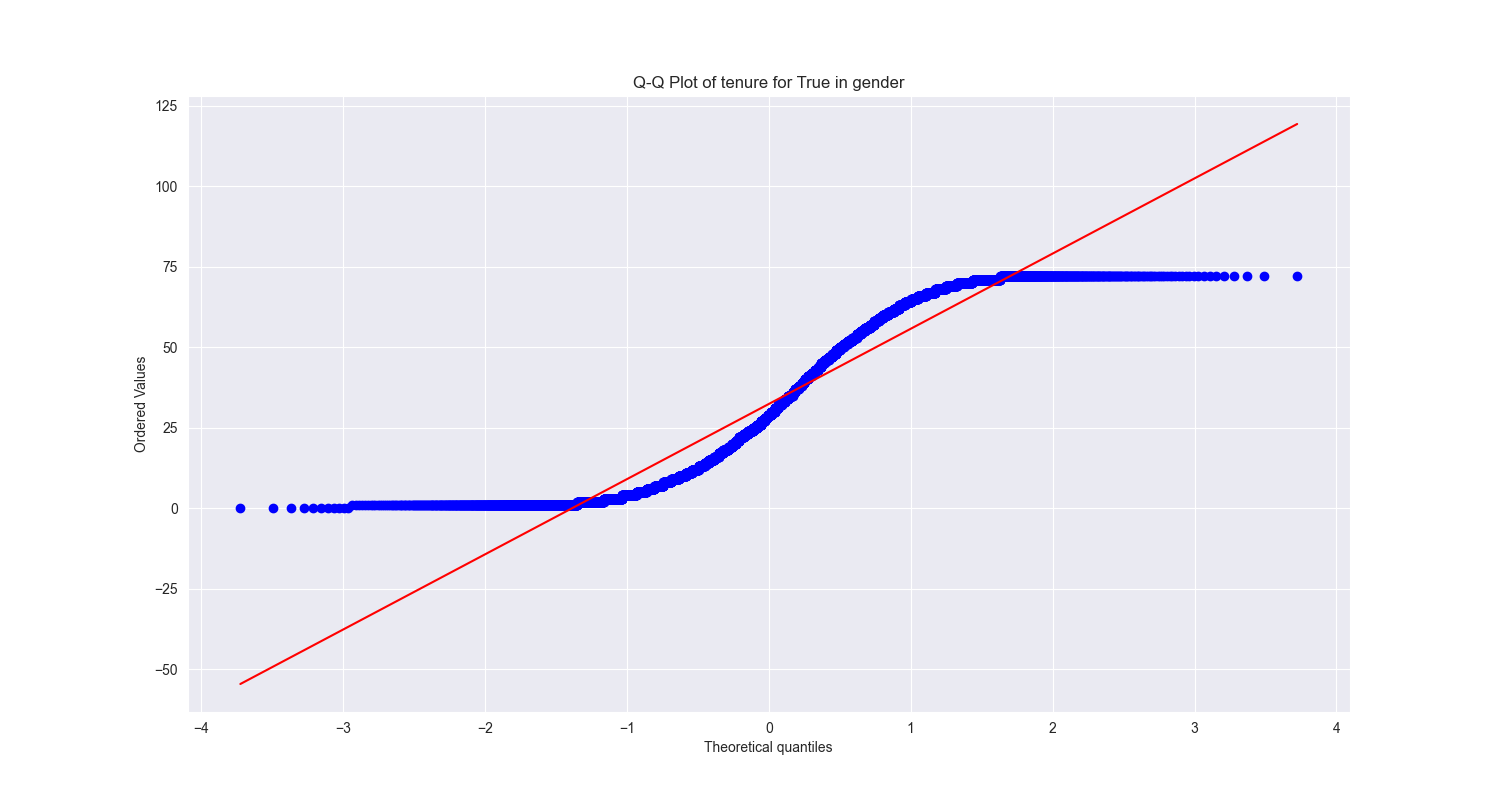 Q-Q Plot of tenure for True in gender
125
100
75
50
25
0
−25
−50
Ordered Values
−4 −3 −2 −1 0 1 2 3 4
Theoretical quantiles